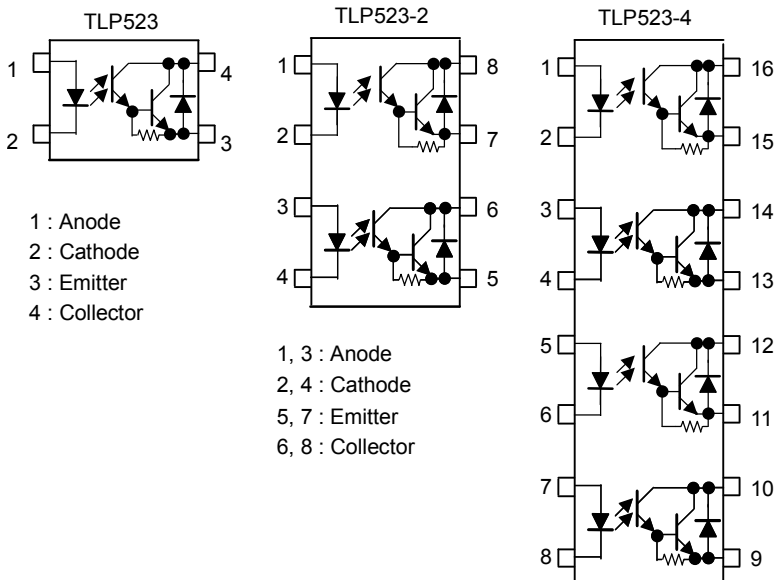 TLP523
1
4
2
3
1 : Anode
2 : Cathode
3 : Emitter
4 : Collector
TLP523-2
1
8
2
7
3
6
4
5
1, 3 : Anode
2, 4 : Cathode
5, 7 : Emitter
6, 8 : Collector
TLP523-4
1
16
2
15
3
14
4
13
5
12
6
11
7
10
8
9